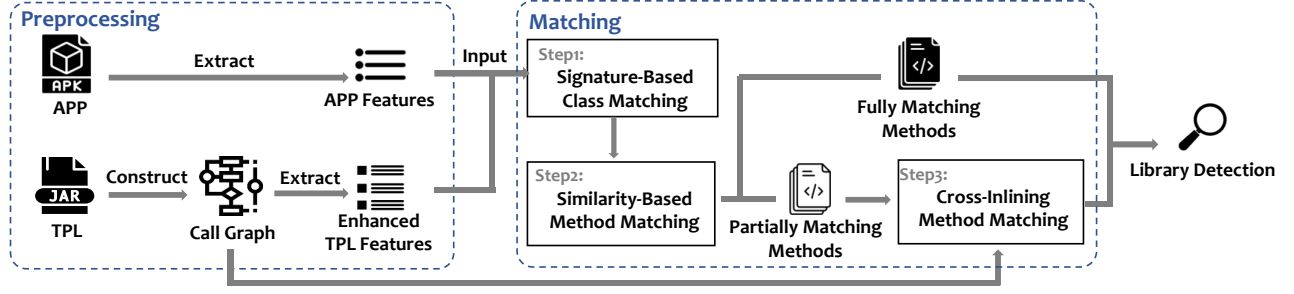 Preprocessing
APK
APP
Extract
APP Features
JAR
TPL
Construct
Call Graph
Extract
Enhanced
TPL Features
Input
Matching
Step1:
Signature-Based
Class Matching
Step2:
Similarity-Based
Method Matching
</>
Fully Matching
Methods
</>
Partially Matching
Methods
Step3:
Cross-Inlining
Method Matching
Library Detection